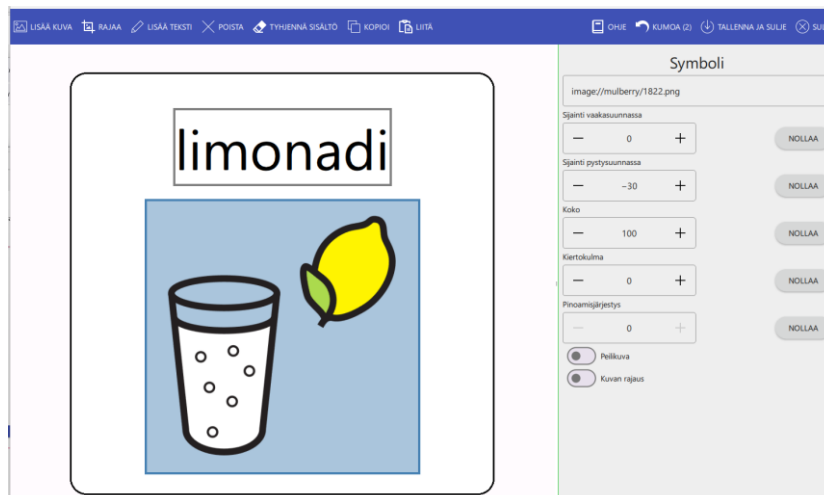 LISÄÄ KUVA RAJAA LISÄÄ TEKSTI POISTA TYHJENNÄ SISÄLTÖ KOPIOI LIITÄ OHJE KUMOA (2) TALLENNA JA SULJE
Symboli
image://mulberry/1822.png
Sijainti vaakasuunnassa
− 0 + NOLLAA
Sijainti pystysuunnassa
− −30 + NOLLAA
Koko
− 100 + NOLLAA
Kiertokulma
− 0 + NOLLAA
Pinoamisjärjestys
− 0 + NOLLAA
Peilikuva
Kuvan rajaus
limonadi